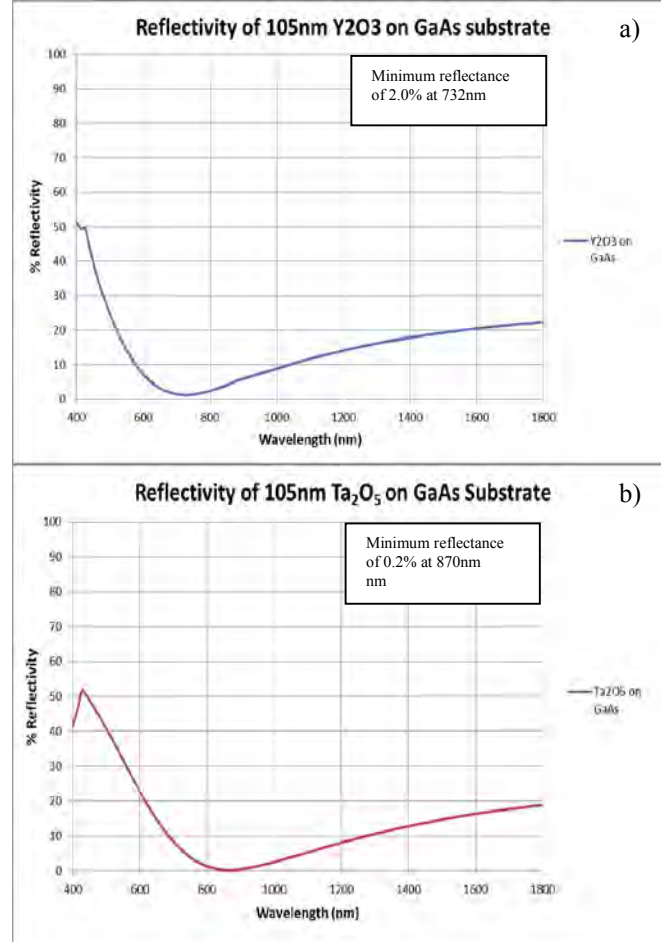 Reflectivity of 105nm Y2O3 on GaAs substrate
a)
Minimum reflectance
of 2.0% at 732nm
100
90
80
70
60
50
40
30
20
10
0
% Reflectivity
Y2O3 on
GaAs
400 600 800 1000 1200 1400 1600 1800
Wavelength (nm)
Reflectivity of 105nm Ta₂O₅ on GaAs Substrate
b)
Minimum reflectance
of 0.2% at 870nm
nm
100
90
80
70
60
50
40
30
20
10
0
% Reflectivity
Ta2O5 on
GaAs
400 600 800 1000 1200 1400 1600 1800
Wavelength (nm)